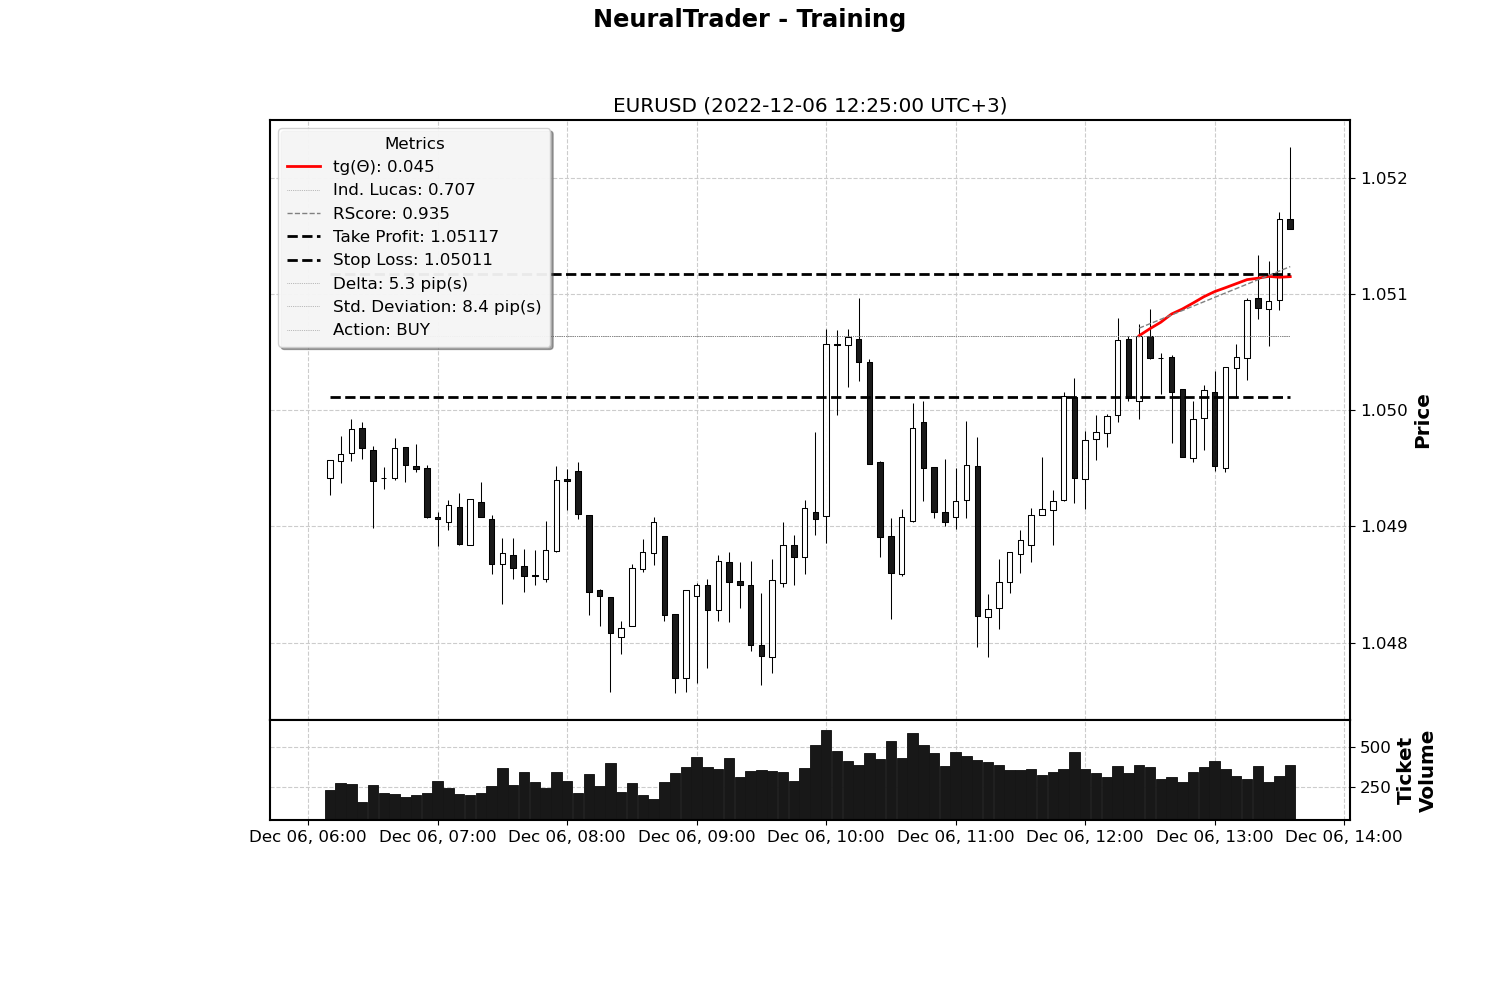 NeuralTrader - Training
EURUSD (2022-12-06 12:25:00 UTC+3)
Metrics
tg(Θ): 0.045
Ind. Lucas: 0.707
RScore: 0.935
Take Profit: 1.05117
Stop Loss: 1.05011
Delta: 5.3 pip(s)
Std. Deviation: 8.4 pip(s)
Action: BUY
1.052
1.051
1.050
1.049
1.048
Price
500
250
Ticket
Volume
Dec 06, 06:00
Dec 06, 07:00
Dec 06, 08:00
Dec 06, 09:00
Dec 06, 10:00
Dec 06, 11:00
Dec 06, 12:00
Dec 06, 13:00
Dec 06, 14:00